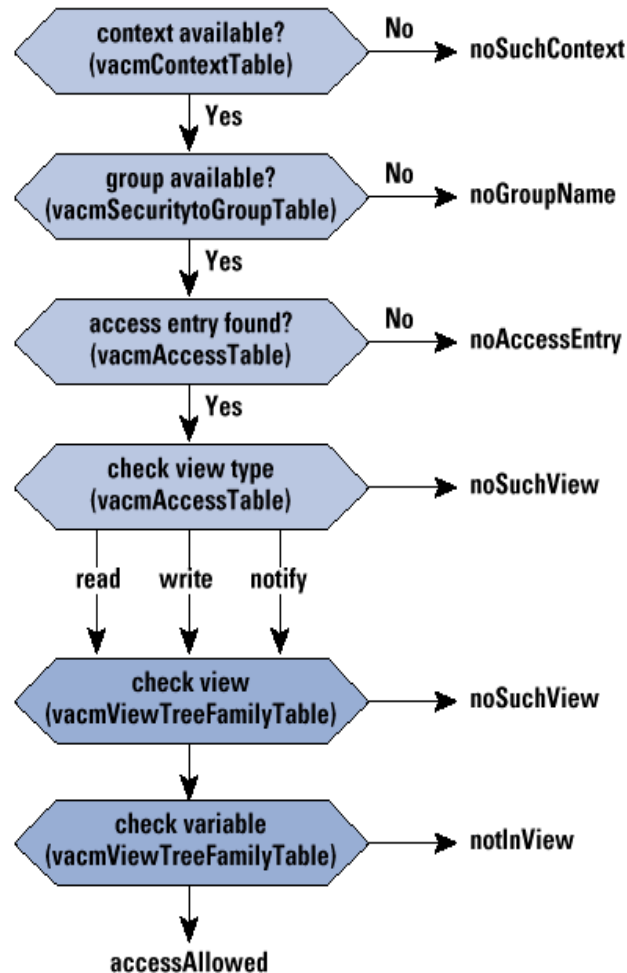 context available?
(vacmContextTable)
No
noSuchContext
Yes
group available?
(vacmSecuritytoGroupTable)
No
noGroupName
Yes
access entry found?
(vacmAccessTable)
No
noAccessEntry
Yes
check view type
(vacmAccessTable)
noSuchView
read write notify
check view
(vacmViewTreeFamilyTable)
noSuchView
check variable
(vacmViewTreeFamilyTable)
notInView
accessAllowed